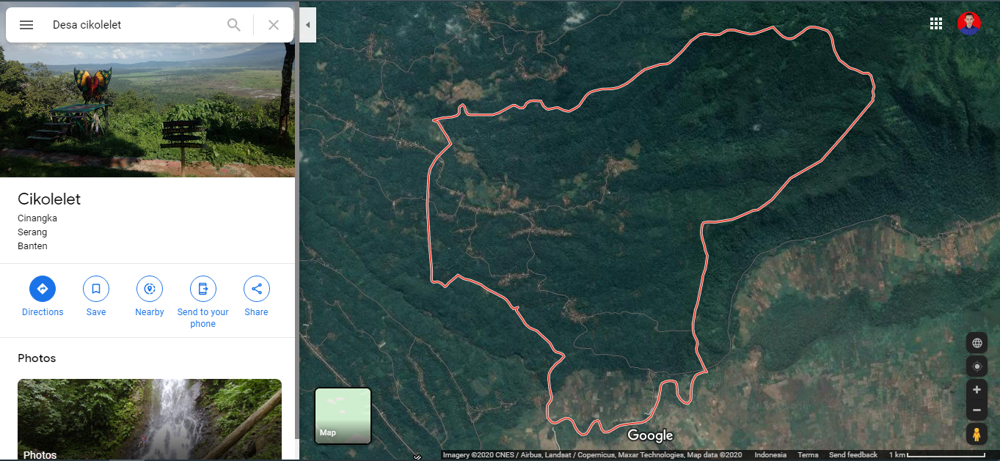 Desa cikolelet
Cikolelet
Cinangka
Serang
Banten
Directions
Save
Nearby
Send to your
phone
Share
Photos
Photos
Map
Google
Imagery ©2020 CNES / Airbus, Landsat / Copernicus, Maxar Technologies, Map data ©2020
Indonesia
Terms
Send feedback
1 km